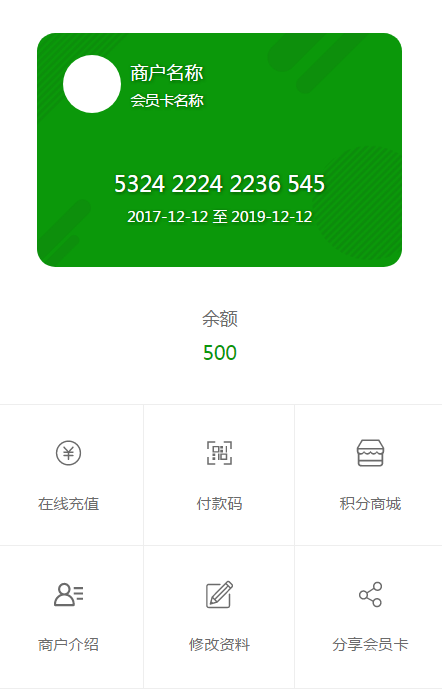 商户名称
会员卡名称
5324 2224 2236 545
2017-12-12 至 2019-12-12
余额
500
在线充值
付款码
积分商城
商户介绍
修改资料
分享会员卡